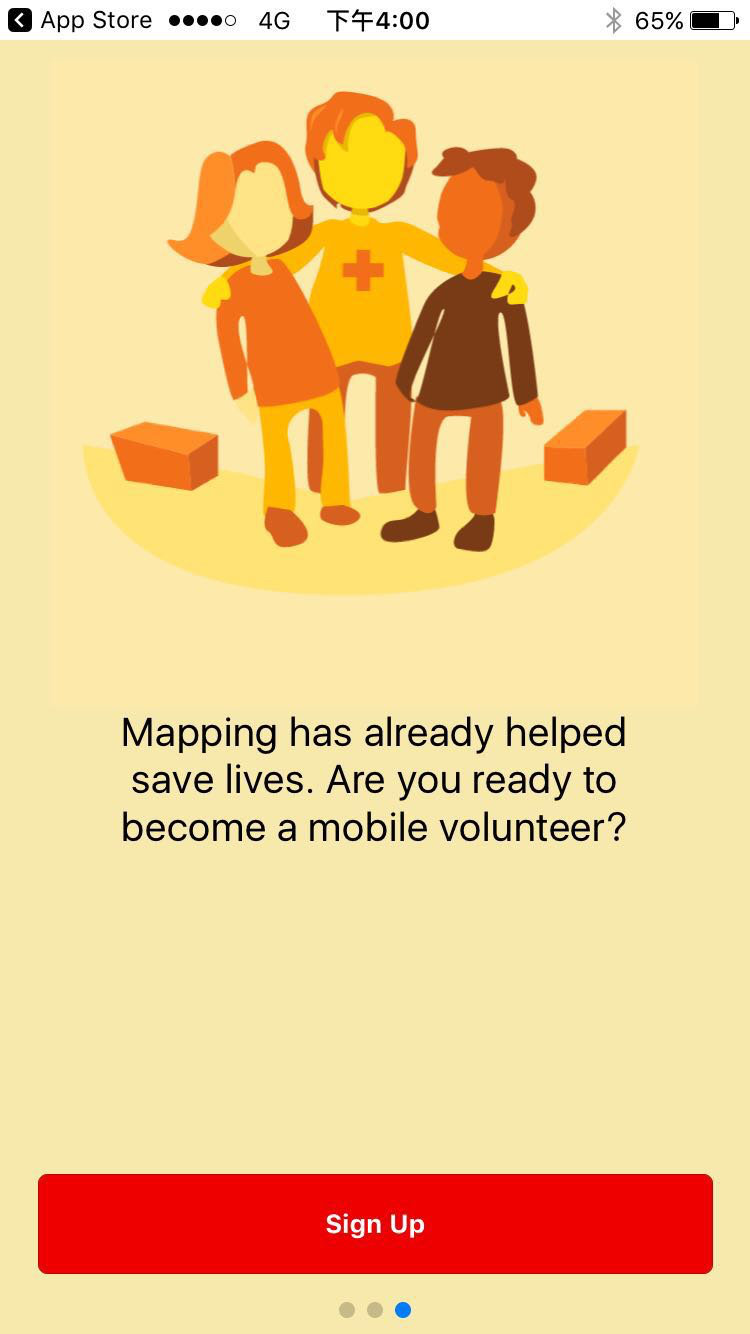 App Store 4G 下午4:00 65%
Mapping has already helped
save lives. Are you ready to
become a mobile volunteer?
Sign Up